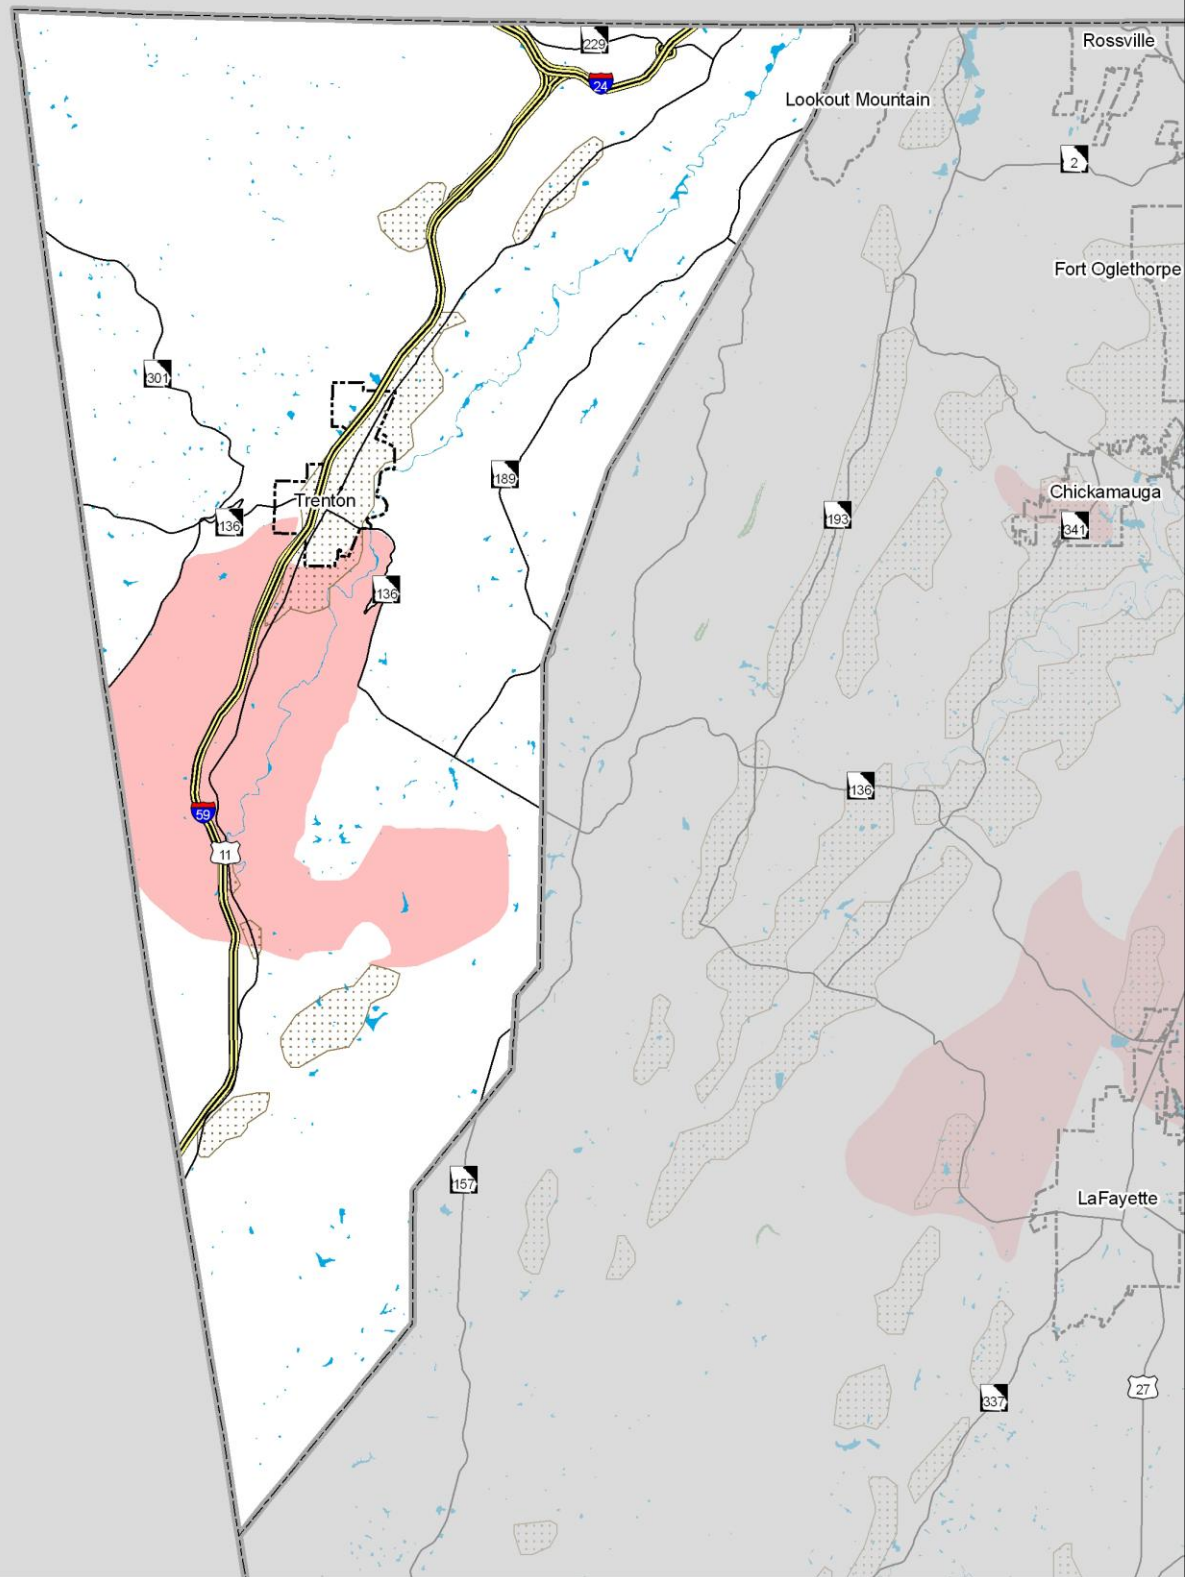 Rossville
229
24
Lookout Mountain
2
Fort Oglethorpe
301
189
Trenton
Chickamauga
136
193
341
136
136
59
11
157
LaFayette
27
337